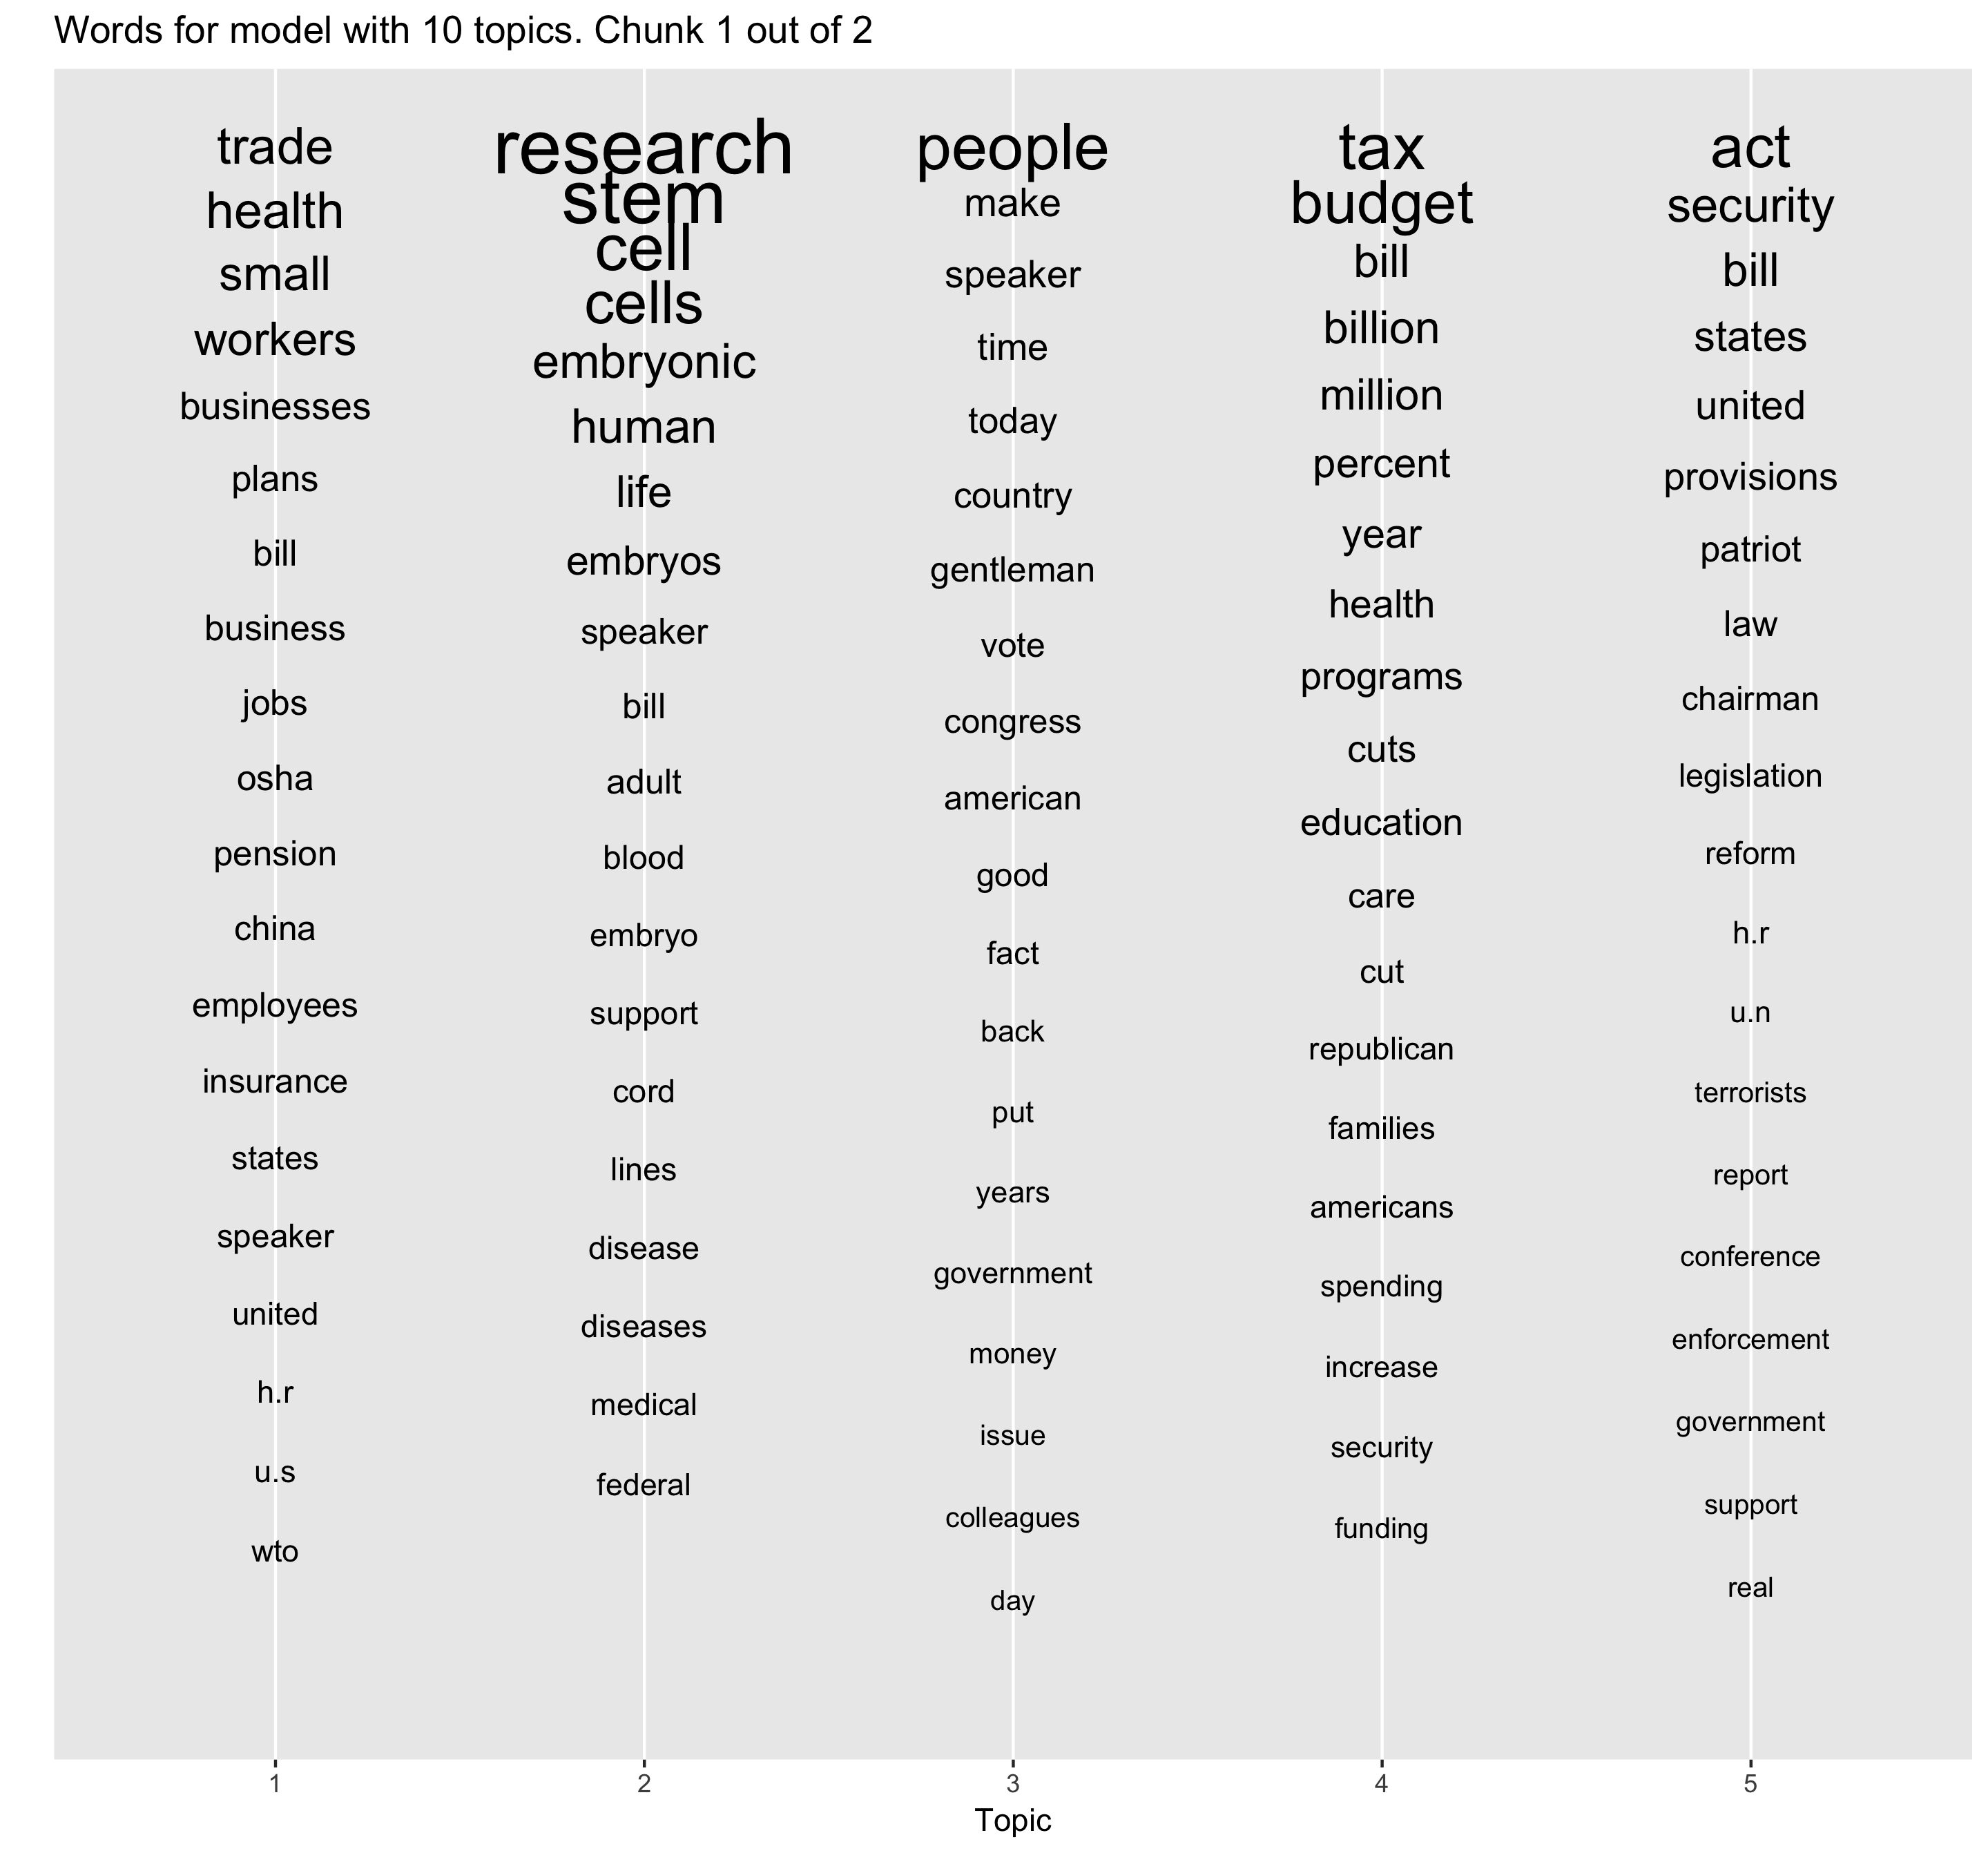 Words for model with 10 topics. Chunk 1 out of 2
trade
health
small
workers
businesses
plans
bill
business
jobs
osha
pension
china
employees
insurance
states
speaker
united
h.r
u.s
wto
research
stem
cell
cells
embryonic
human
life
embryos
speaker
bill
adult
blood
embryo
support
cord
lines
disease
diseases
medical
federal
people
make
speaker
time
today
country
gentleman
vote
congress
american
good
fact
back
put
years
government
money
issue
colleagues
day
tax
budget
bill
billion
million
percent
year
health
programs
cuts
education
care
cut
republican
families
americans
spending
increase
security
funding
act
security
bill
states
united
provisions
patriot
law
chairman
legislation
reform
h.r
u.n
terrorists
report
conference
enforcement
government
support
real
1 2 3 4 5
Topic